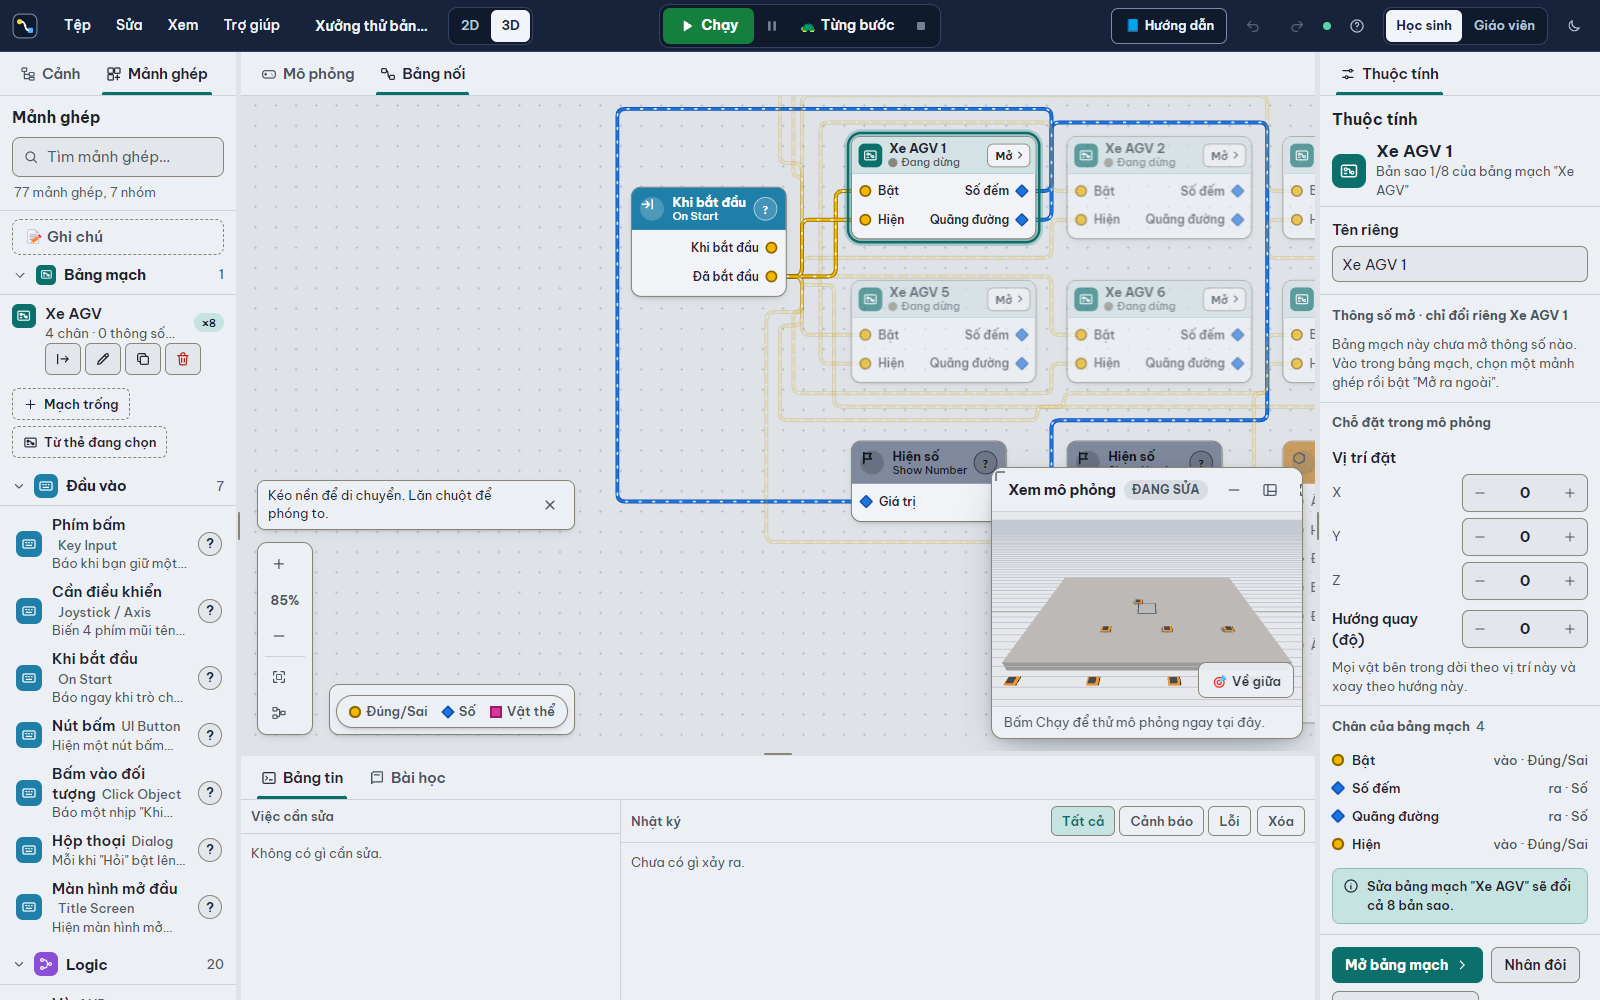 Tệp Sửa Xem Trợ giúp Xưởng thử bản... 2D 3D Chạy Từng bước Hướng dẫn Học sinh Giáo viên
Cảnh Mảnh ghép
Mảnh ghép
Tìm mảnh ghép...
77 mảnh ghép, 7 nhóm
Ghi chú
Bảng mạch 1
Xe AGV
4 chân · 0 thông số...
×8
Mạch trống
Từ thẻ đang chọn
Đầu vào 7
Phím bấm
Key Input
Báo khi bạn giữ một...
?
Cần điều khiển
Joystick / Axis
Biến 4 phím mũi tên...
?
Khi bắt đầu
On Start
Báo ngay khi trò ch...
?
Nút bấm UI Button
Hiện một nút bấm...
?
Bấm vào đối
tượng Click Object
Báo một nhịp "Khi...
?
Hộp thoại Dialog
Mỗi khi "Hỏi" bật lên...
?
Màn hình mở đầu
Title Screen
Hiện màn hình mở...
?
Logic 20
Mô phỏng Bảng nối
Khi bắt đầu
On Start
?
Khi bắt đầu
Đã bắt đầu
Xe AGV 1
Đang dừng
Mở
Bật Số đếm
Hiện Quãng đường
Xe AGV 2
Đang dừng
Mở
Bật Số đếm
Hiện Quãng đường
Xe AGV 5
Đang dừng
Mở
Bật Số đếm
Hiện Quãng đường
Xe AGV 6
Đang dừng
Mở
Bật Số đếm
Hiện Quãng đường
Hiện số
Show Number
?
Giá trị
Hiện số
?
Kéo nền để di chuyển. Lăn chuột để
phóng to.
85%
Đúng/Sai Số Vật thể
Xem mô phỏng ĐANG SỬA
Về giữa
Bấm Chạy để thử mô phỏng ngay tại đây.
Bảng tin Bài học
Việc cần sửa
Không có gì cần sửa.
Nhật ký
Tất cả Cảnh báo Lỗi Xóa
Chưa có gì xảy ra.
Thuộc tính
Thuộc tính
Xe AGV 1
Bản sao 1/8 của bảng mạch "Xe
AGV"
Tên riêng
Xe AGV 1
Thông số mở · chỉ đổi riêng Xe AGV 1
Bảng mạch này chưa mở thông số nào.
Vào trong bảng mạch, chọn một mảnh
ghép rồi bật "Mở ra ngoài".
Chỗ đặt trong mô phỏng
Vị trí đặt
X 0
Y 0
Z 0
Hướng quay
(độ)
0
Mọi vật bên trong dời theo vị trí này và
xoay theo hướng này.
Chân của bảng mạch 4
Bật vào · Đúng/Sai
Số đếm ra · Số
Quãng đường ra · Số
Hiện vào · Đúng/Sai
Sửa bảng mạch "Xe AGV" sẽ đổi
cả 8 bản sao.
Mở bảng mạch Nhân đôi